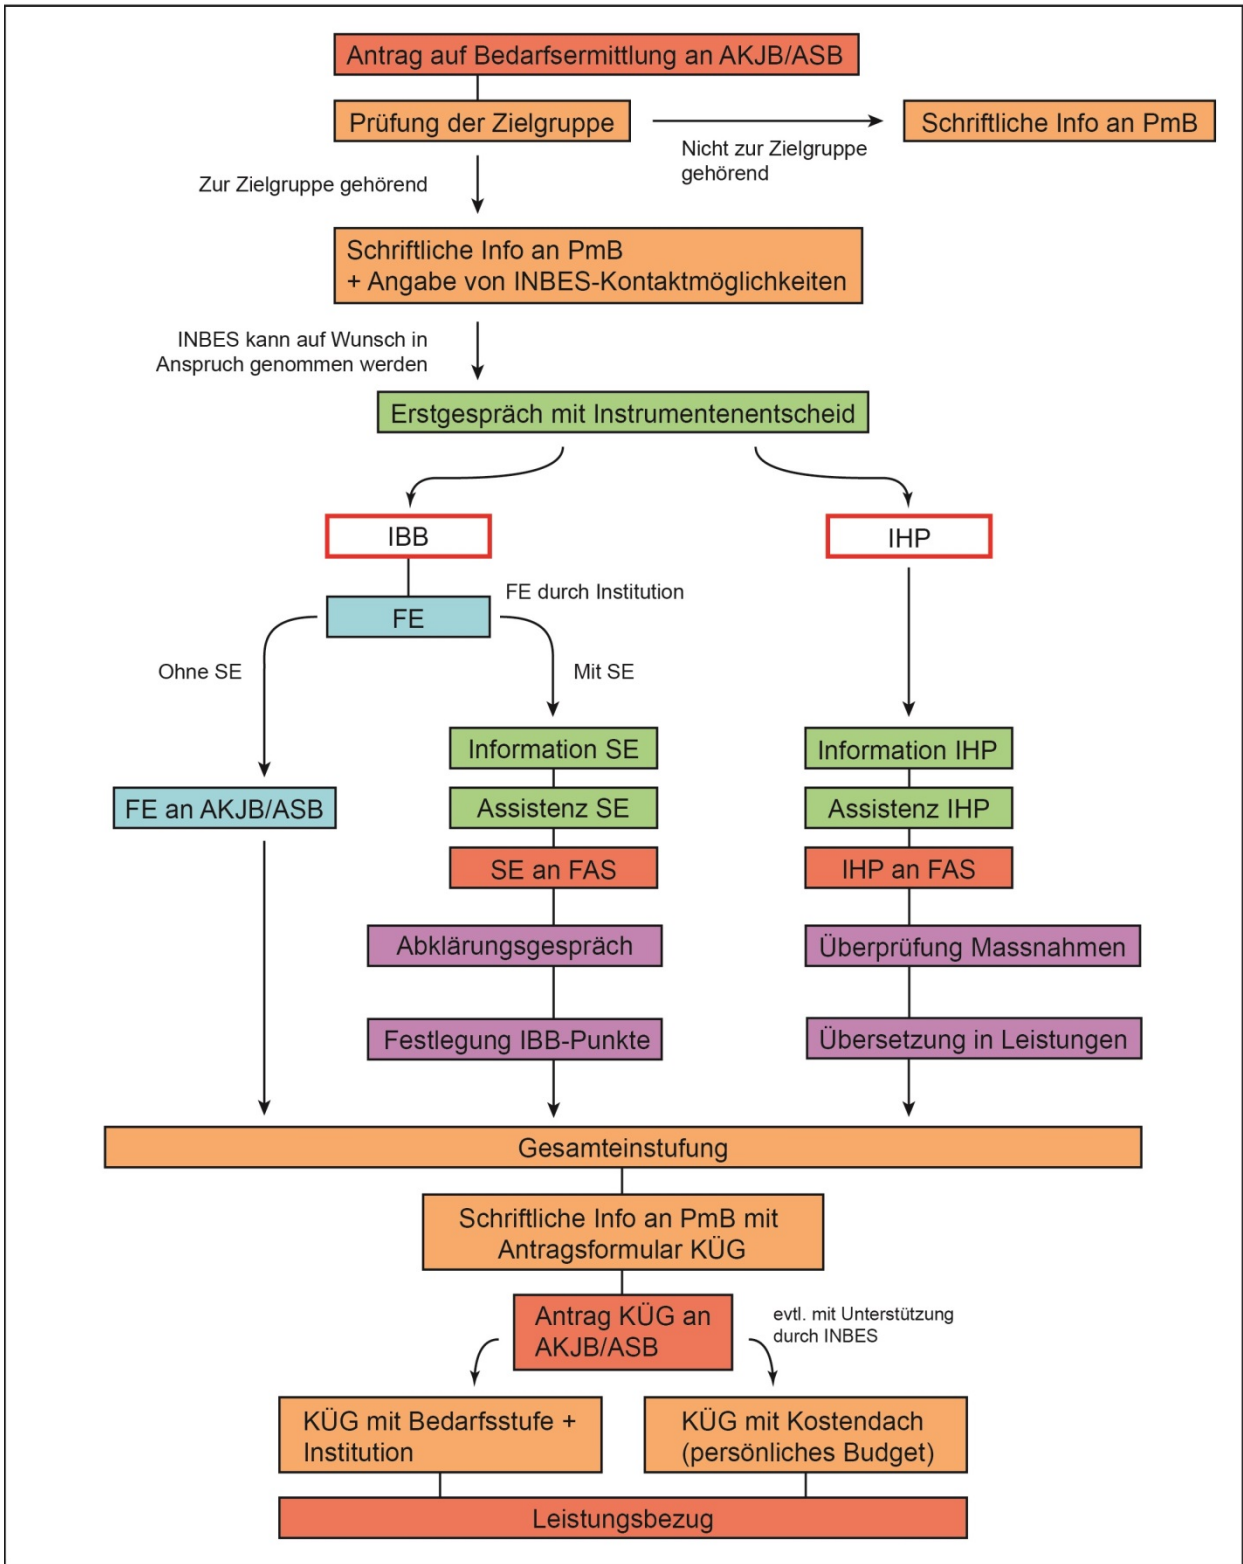 Antrag auf Bedarfsermittlung an AKJB/ASB
Prüfung der Zielgruppe
Schriftliche Info an PmB
Nicht zur Zielgruppe
gehörend
Zur Zielgruppe gehörend
Schriftliche Info an PmB
+ Angabe von INBES-Kontaktmöglichkeiten
INBES kann auf Wunsch in
Anspruch genommen werden
Erstgespräch mit Instrumentenentscheid
IBB
IHP
FE durch Institution
FE
Ohne SE
Mit SE
Information SE
Information IHP
FE an AKJB/ASB
Assistenz SE
Assistenz IHP
SE an FAS
IHP an FAS
Abklärungsgespräch
Überprüfung Massnahmen
Festlegung IBB-Punkte
Übersetzung in Leistungen
Gesamteinstufung
Schriftliche Info an PmB mit
Antragsformular KÜG
Antrag KÜG an
AKJB/ASB
evtl. mit Unterstützung
durch INBES
KÜG mit Bedarfsstufe +
Institution
KÜG mit Kostendach
(persönliches Budget)
Leistungsbezug